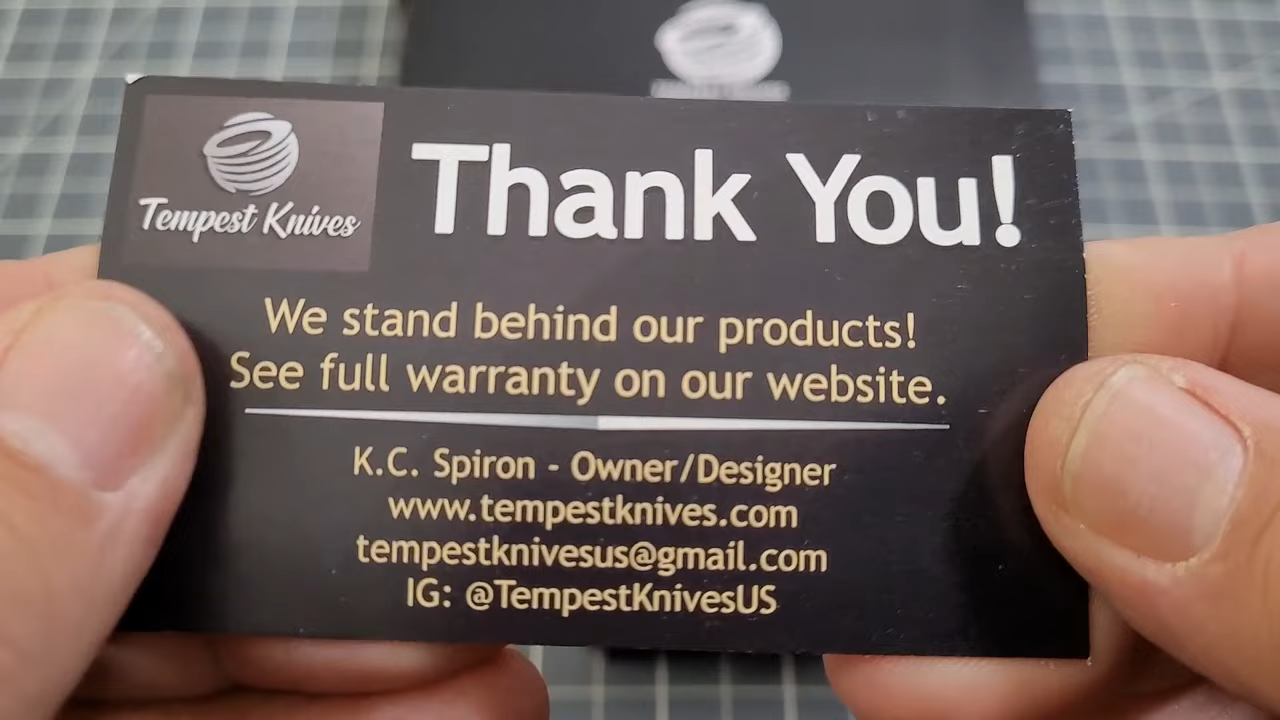 Tempest Knives
Thank You!
We stand behind our products!
See full warranty on our website.
K.C. Spiron - Owner/Designer
www.tempestknives.com
tempestknivesus@gmail.com
IG: @TempestKnivesUS